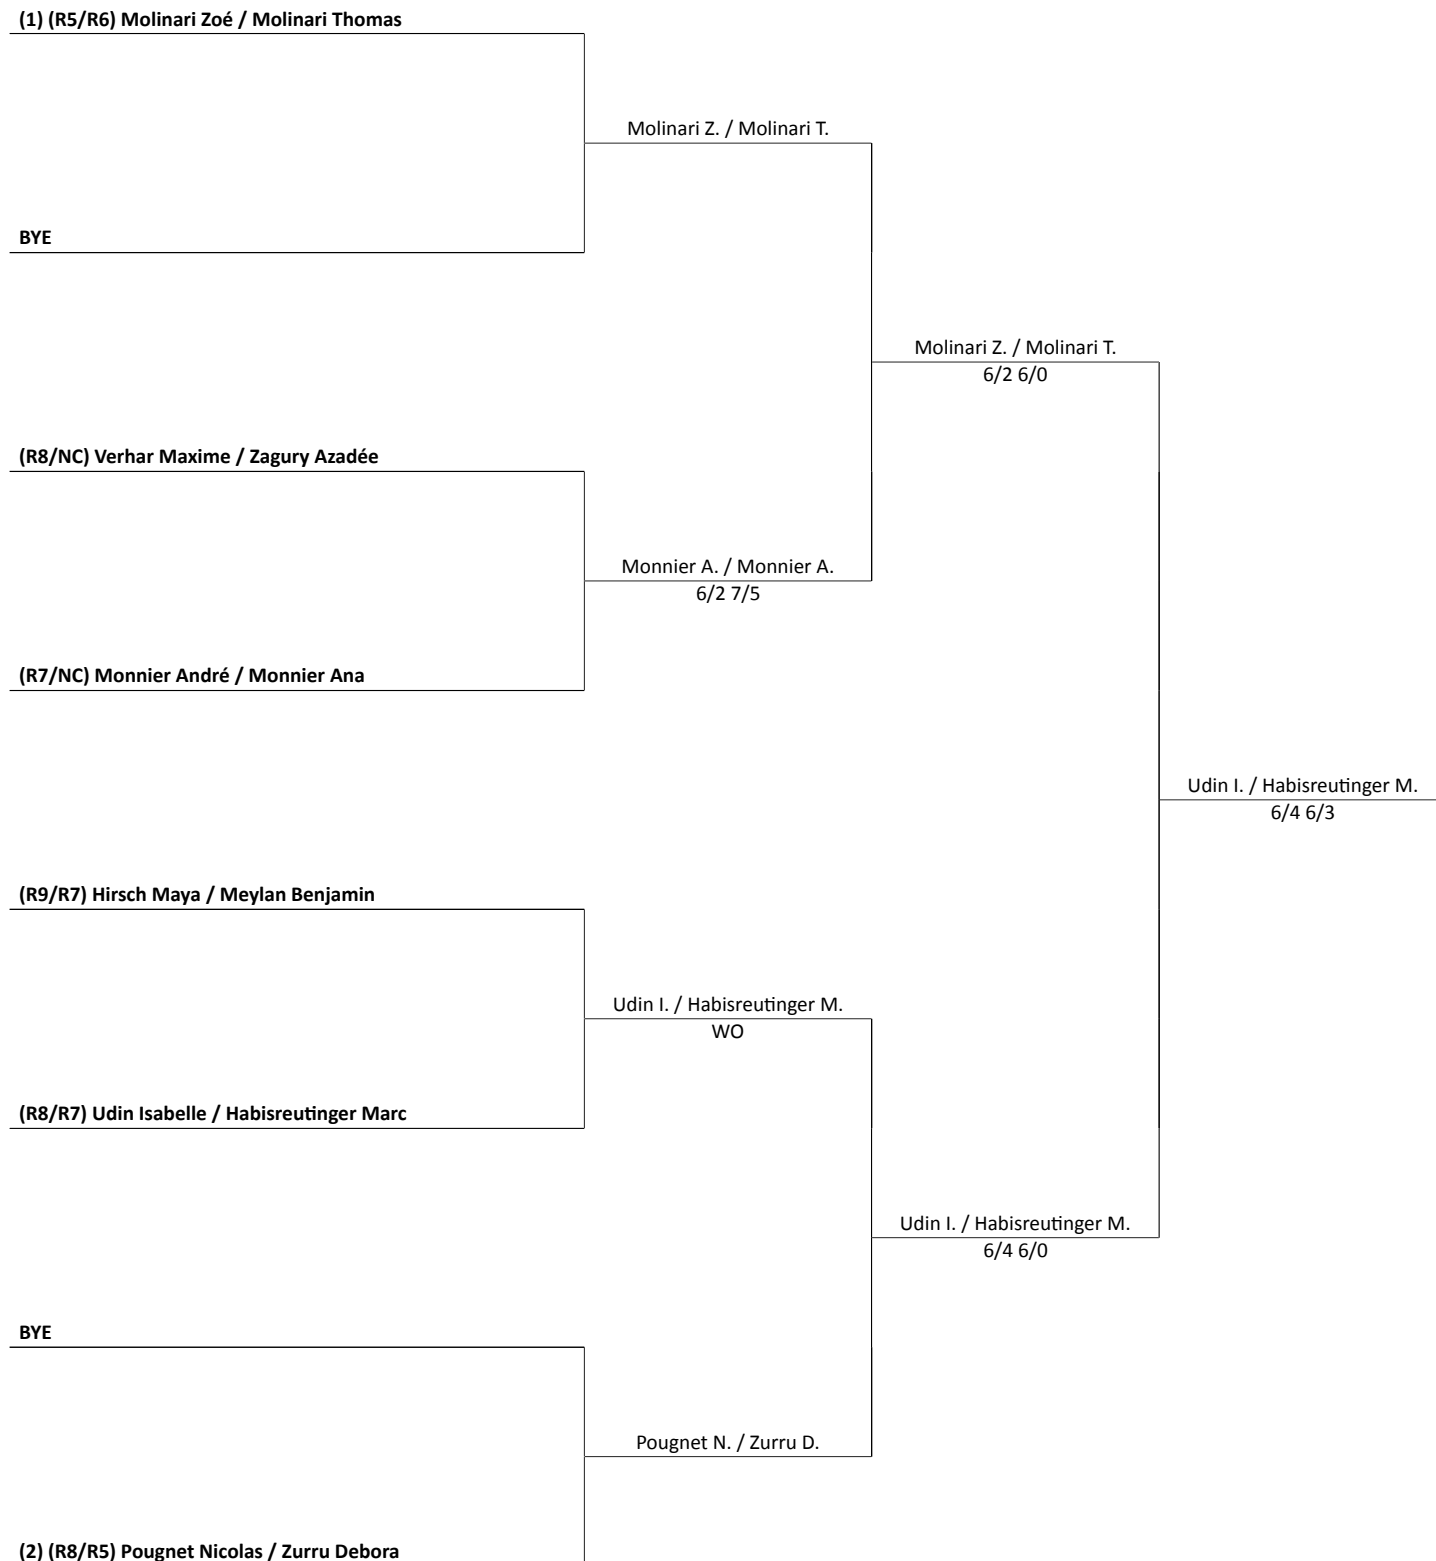 (1) (R5/R6) Molinari Zoé / Molinari Thomas
Molinari Z. / Molinari T.
BYE
Molinari Z. / Molinari T.
6/2 6/0
(R8/NC) Verhar Maxime / Zagury Azadée
Monnier A. / Monnier A.
6/2 7/5
(R7/NC) Monnier André / Monnier Ana
Udin I. / Habisreutinger M.
6/4 6/3
(R9/R7) Hirsch Maya / Meylan Benjamin
Udin I. / Habisreutinger M.
WO
(R8/R7) Udin Isabelle / Habisreutinger Marc
Udin I. / Habisreutinger M.
6/4 6/0
BYE
Pougnet N. / Zurru D.
(2) (R8/R5) Pougnet Nicolas / Zurru Debora